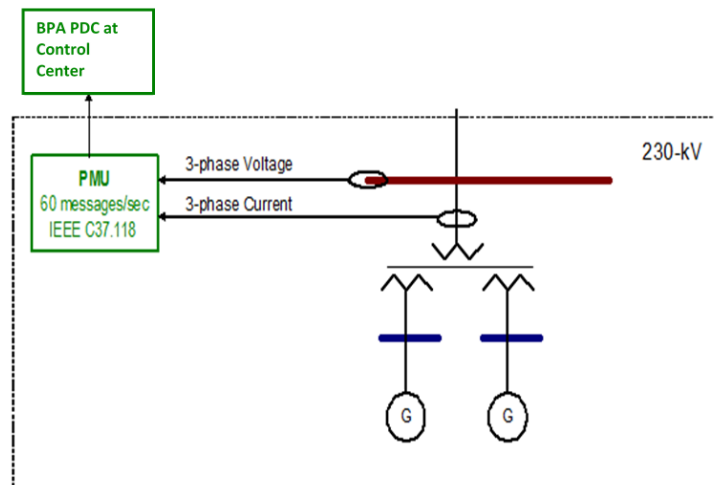 BPA PDC at
Control
Center
230-kV
3-phase Voltage
PMU
60 messages/sec
IEEE C37.118
3-phase Current
G
G